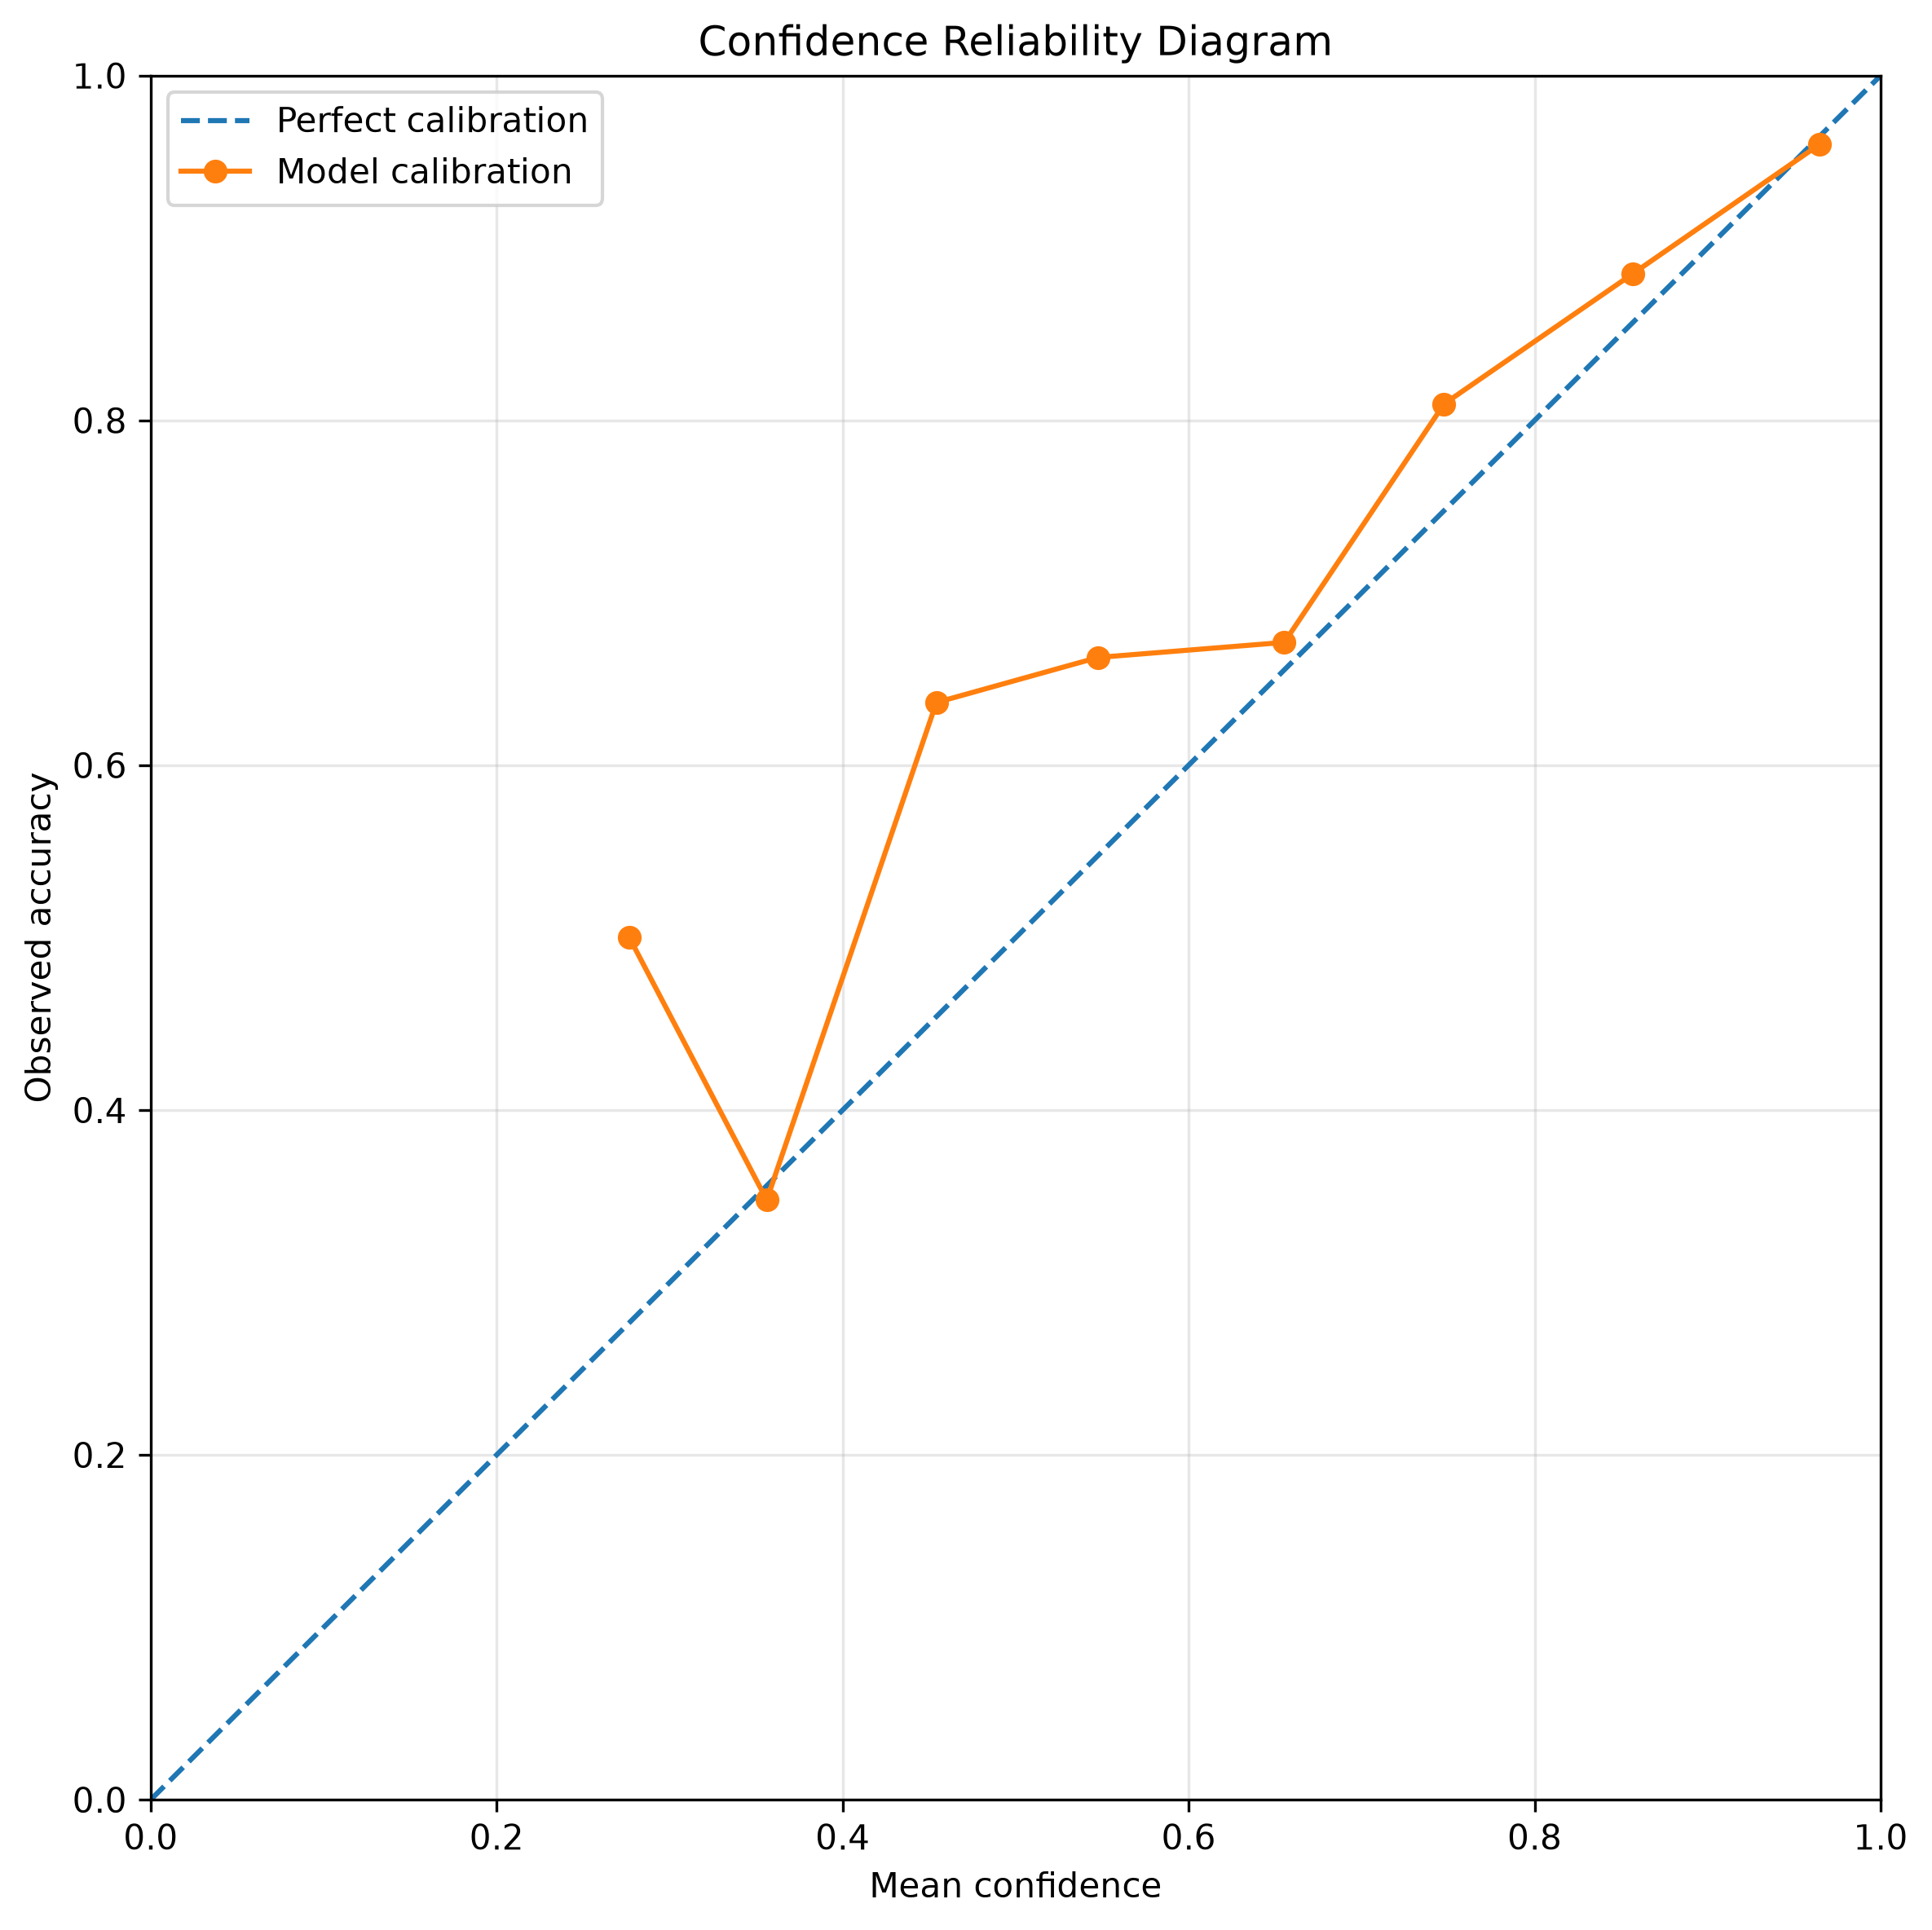 Confidence Reliability Diagram
Perfect calibration
Model calibration
Observed accuracy
1.0
0.8
0.6
0.4
0.2
0.0
0.0 0.2 0.4 0.6 0.8 1.0
Mean confidence